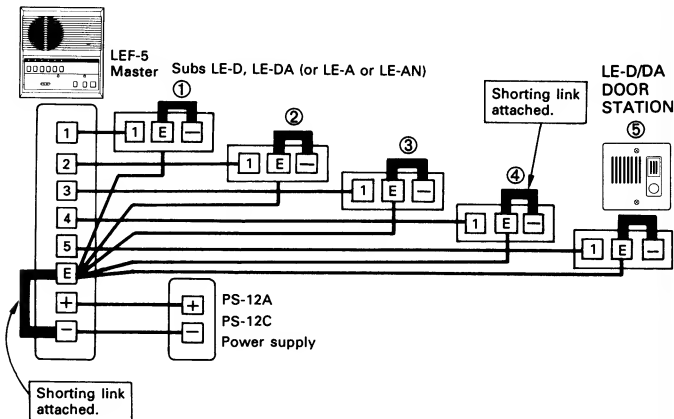 LEF-5
Master
Subs LE-D, LE-DA (or LE-A or LE-AN)
LE-D/DA
DOOR
STATION
⑤
Shorting link
attached.
① 
1 E —
②
1 E —
③
1 E —
④
1 E —
1 E —
1
2
3
4
5
E
+
—
+
—
PS-12A
PS-12C
Power supply
Shorting link
attached.